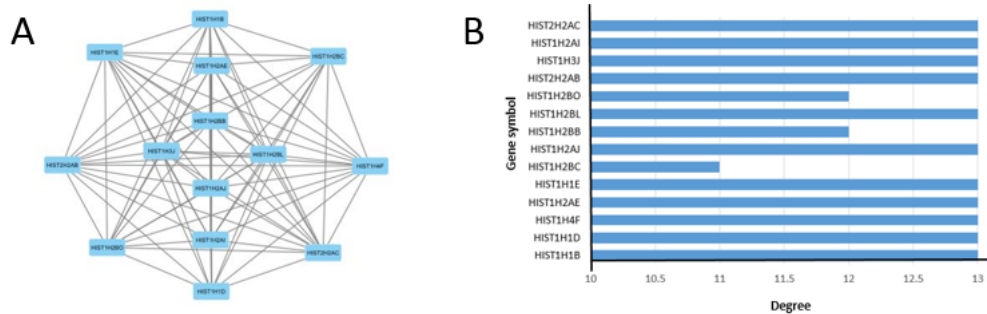 A
HIST1H1B
HIST1H1E
HIST1H2BC
HIST1H2AE
HIST1H2BB
HIST1H3J
HIST1H2BL
HIST2H2AB
HIST1H4F
HIST1H2AJ
HIST1H2BO
HIST1H2AI
HIST2H2AC
HIST1H1D
B
Gene symbol
HIST2H2AC
HIST1H2AI
HIST1H3J
HIST2H2AB
HIST1H2BO
HIST1H2BL
HIST1H2BB
HIST1H2AJ
HIST1H2BC
HIST1H1E
HIST1H2AE
HIST1H4F
HIST1H1D
HIST1H1B
10 10.5 11 11.5 12 12.5 13
Degree